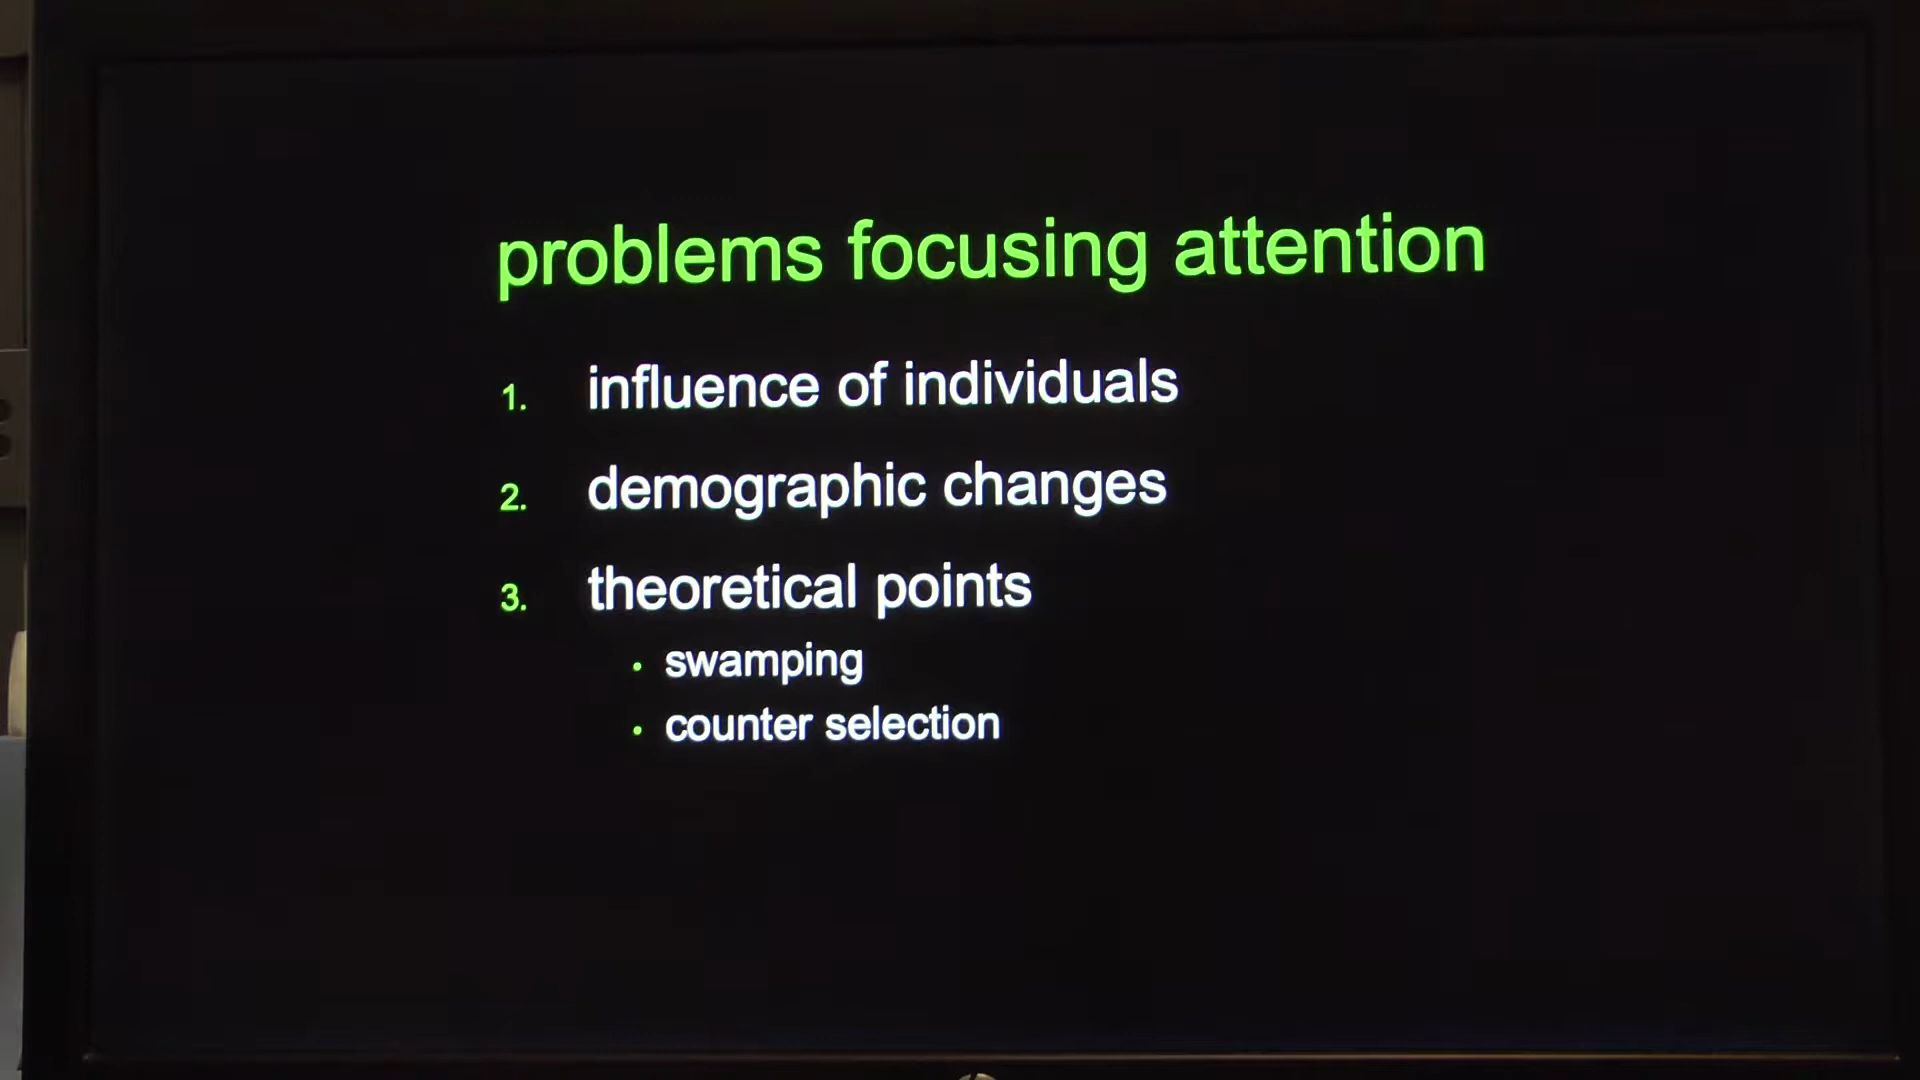 problems focusing attention
1. influence of individuals
2. demographic changes
3. theoretical points
• swamping
• counter selection